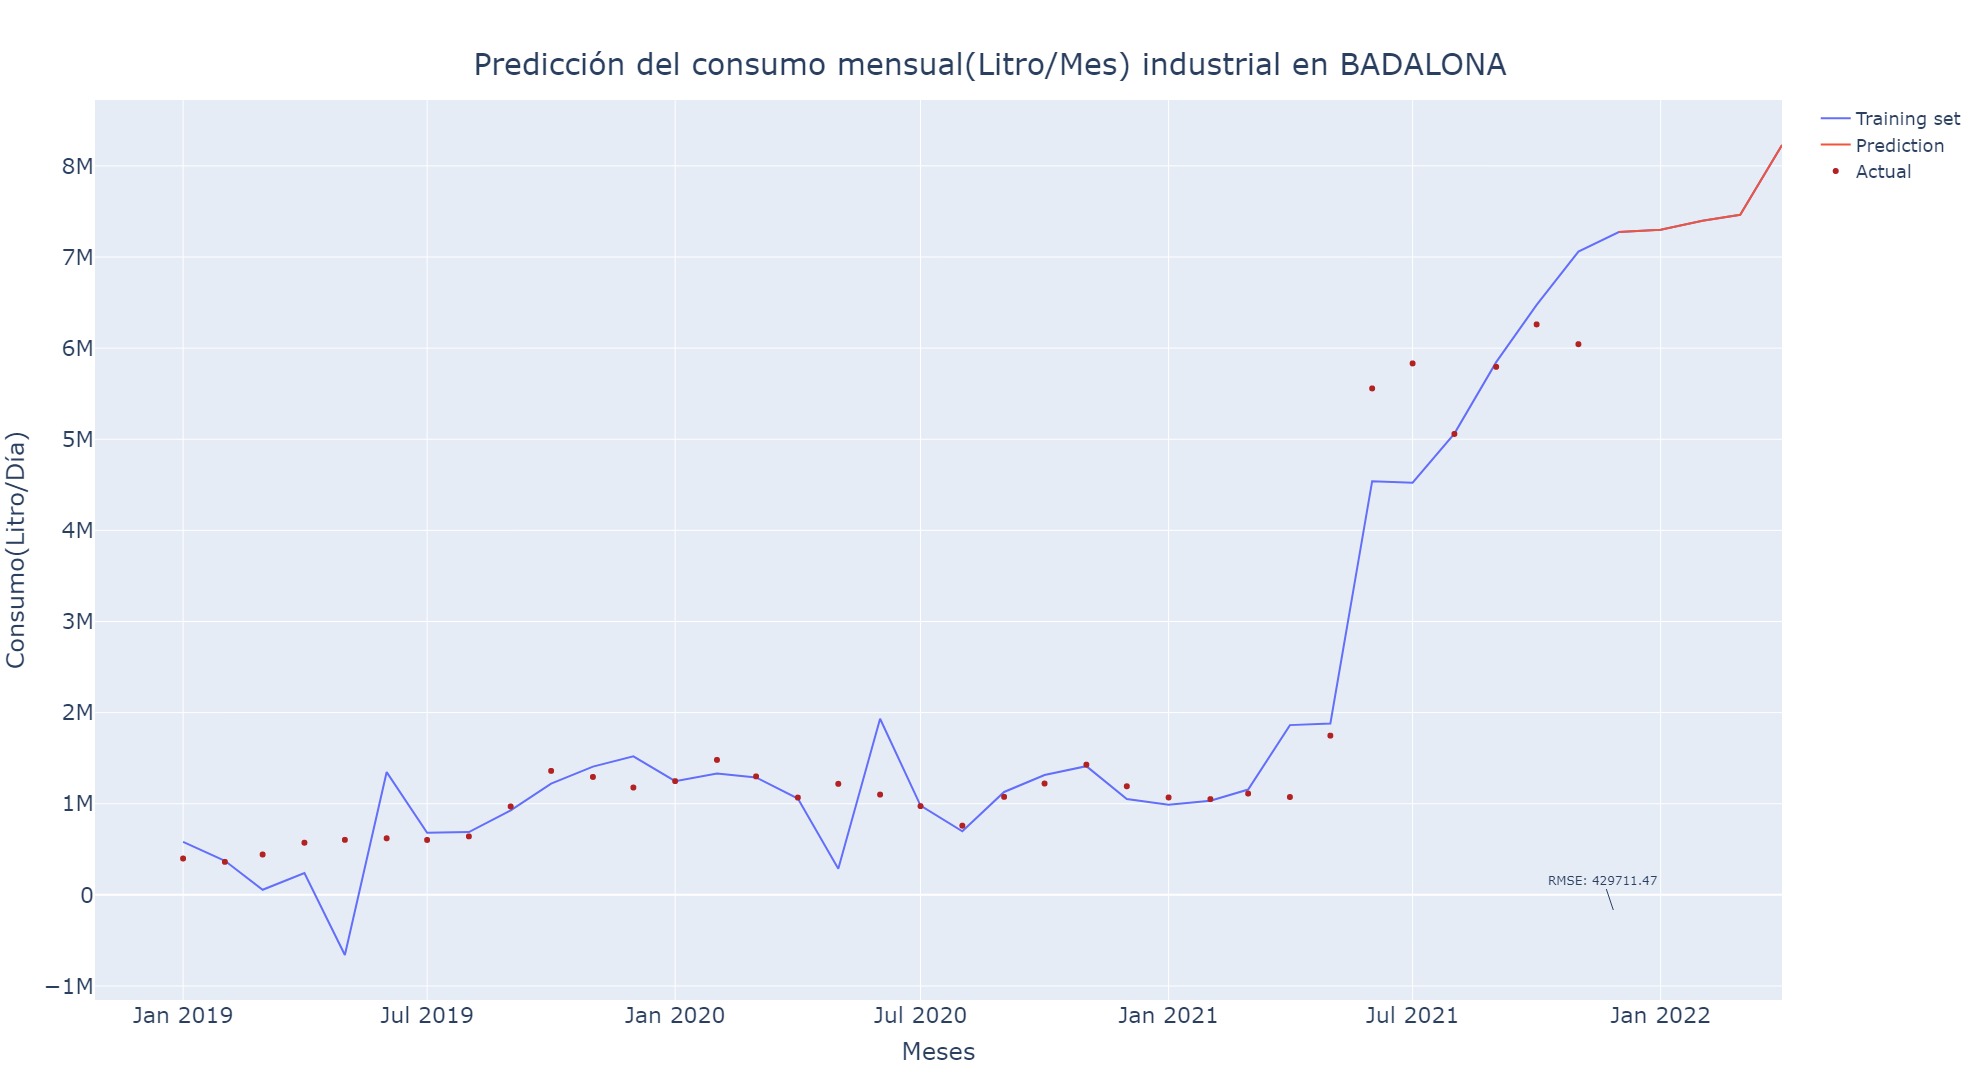 Predicción del consumo mensual(Litro/Mes) industrial en BADALONA
Training set
Prediction
Actual
Consumo(Litro/Día)
8M
7M
6M
5M
4M
3M
2M
1M
0
−1M
RMSE: 429711.47
Jan 2019
Jul 2019
Jan 2020
Jul 2020
Jan 2021
Jul 2021
Jan 2022
Meses